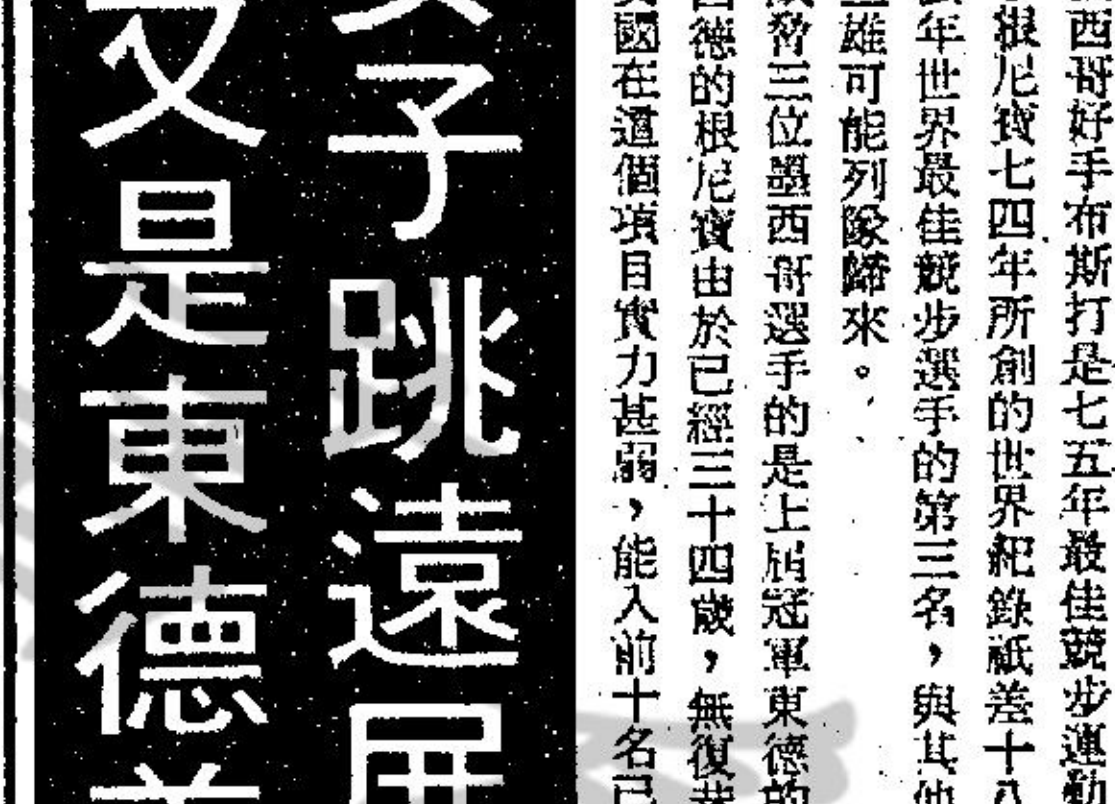 西哥好手布斯打是七五年最佳競步運動
根尼寶七四年所創的世界紀錄祇差十八
年世界最佳競步選手的第三名，與其他
雄可能列隊歸來。
脅三位墨西哥選手的是上屆冠軍東德的
德的根尼寶由於已經三十四歲，無復
國在這個項目實力甚弱，能入前十名已
子跳遠
又是東德